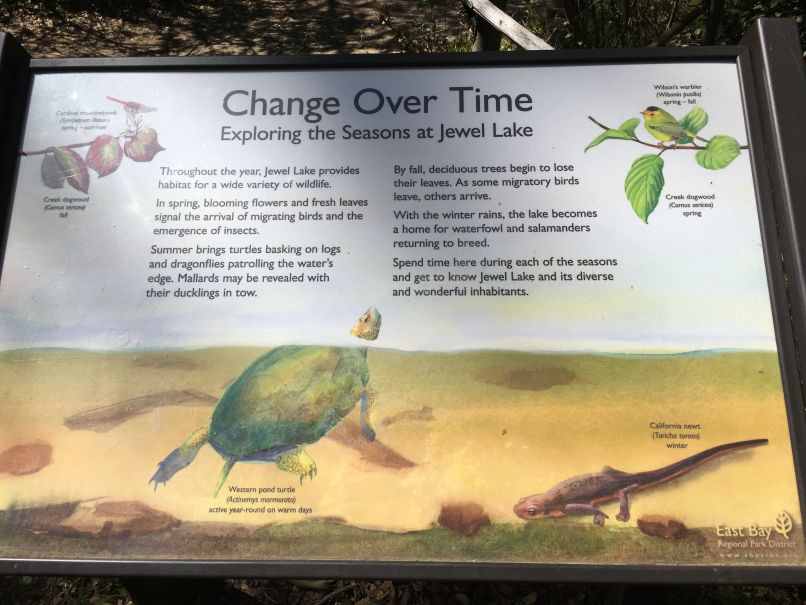 Change Over Time
Exploring the Seasons at Jewel Lake
Cardinal meadowhawk
(Sympetrum illotum)
spring – summer
Creek dogwood
(Cornus sericea)
fall
Wilson's warbler
(Wilsonia pusilla)
spring – fall
Creek dogwood
(Cornus sericea)
spring
Throughout the year, Jewel Lake provides
habitat for a wide variety of wildlife.
In spring, blooming flowers and fresh leaves
signal the arrival of migrating birds and the
emergence of insects.
Summer brings turtles basking on logs
and dragonflies patrolling the water's
edge. Mallards may be revealed with
their ducklings in tow.
By fall, deciduous trees begin to lose
their leaves. As some migratory birds
leave, others arrive.
With the winter rains, the lake becomes
a home for waterfowl and salamanders
returning to breed.
Spend time here during each of the seasons
and get to know Jewel Lake and its diverse
and wonderful inhabitants.
Western pond turtle
(Actinemys marmorata)
active year-round on warm days
California newt
(Taricha torosa)
winter
East Bay
Regional Park District
www.ebparks.org